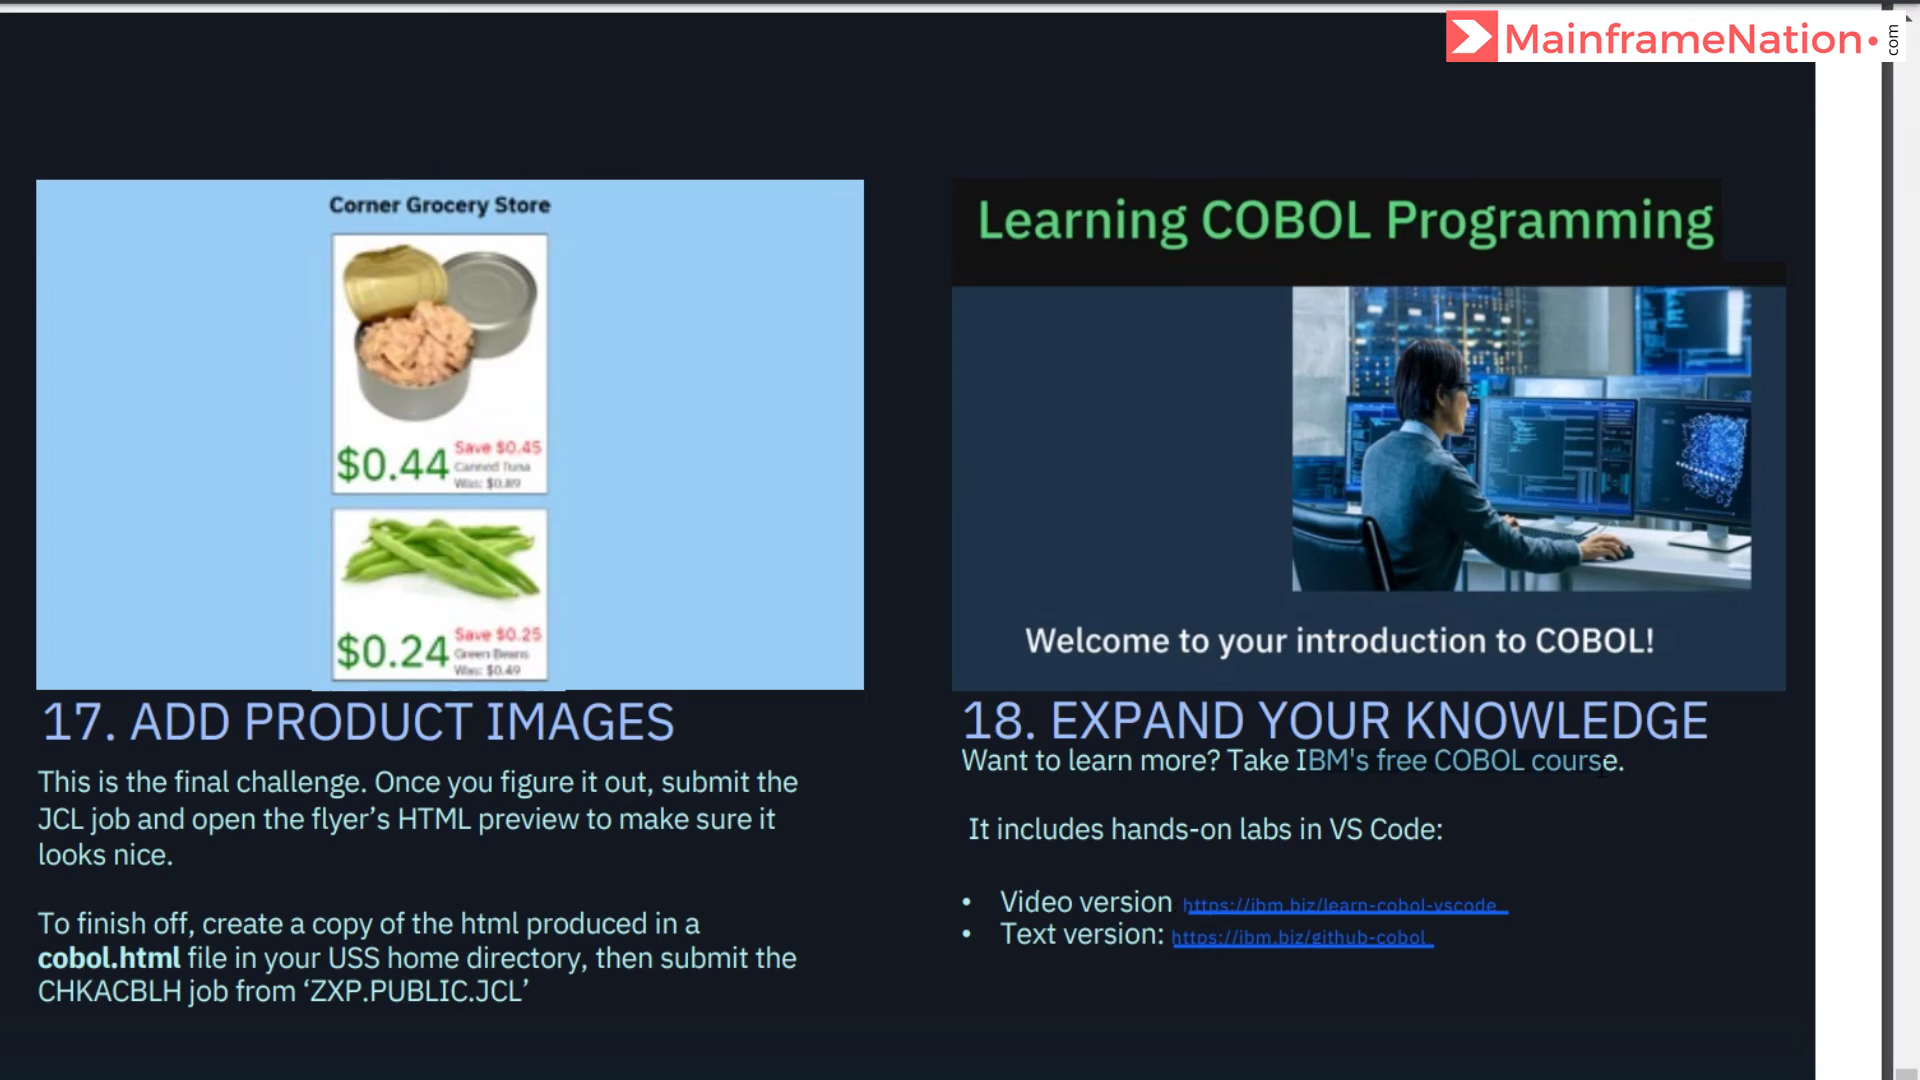 MainframeNation.com
Corner Grocery Store
$0.44
Save $0.45
Canned Tuna
Was: $0.89
$0.24
Save $0.25
Green Beans
Was: $0.49
17. ADD PRODUCT IMAGES
This is the final challenge. Once you figure it out, submit the
JCL job and open the flyer’s HTML preview to make sure it
looks nice.
To finish off, create a copy of the html produced in a
cobol.html file in your USS home directory, then submit the
CHKACBLH job from ‘ZXP.PUBLIC.JCL’
Learning COBOL Programming
Welcome to your introduction to COBOL!
18. EXPAND YOUR KNOWLEDGE
Want to learn more? Take IBM's free COBOL course.
It includes hands-on labs in VS Code:
• Video version https://ibm.biz/learn-cobol-vscode
• Text version: https://ibm.biz/github-cobol